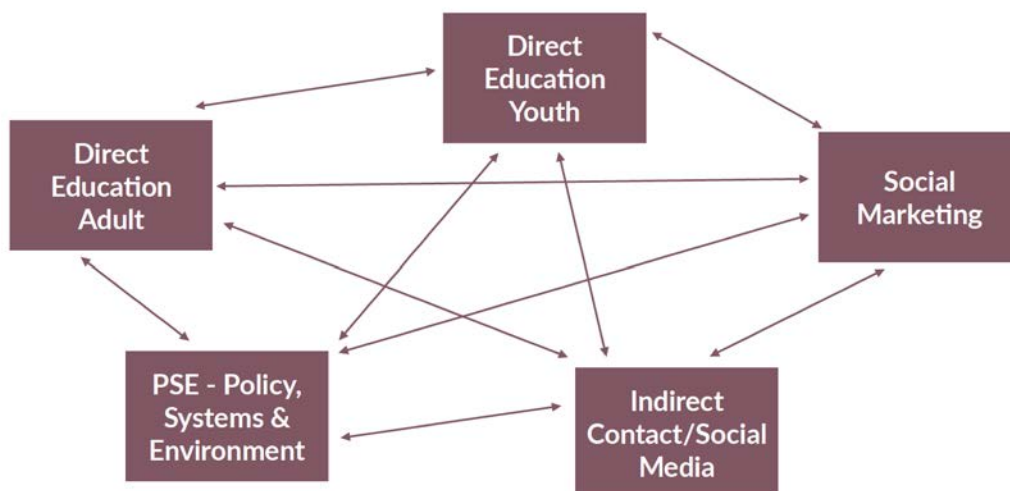 Direct
Education
Youth
Direct
Education
Adult
Social
Marketing
PSE - Policy,
Systems &
Environment
Indirect
Contact/Social
Media